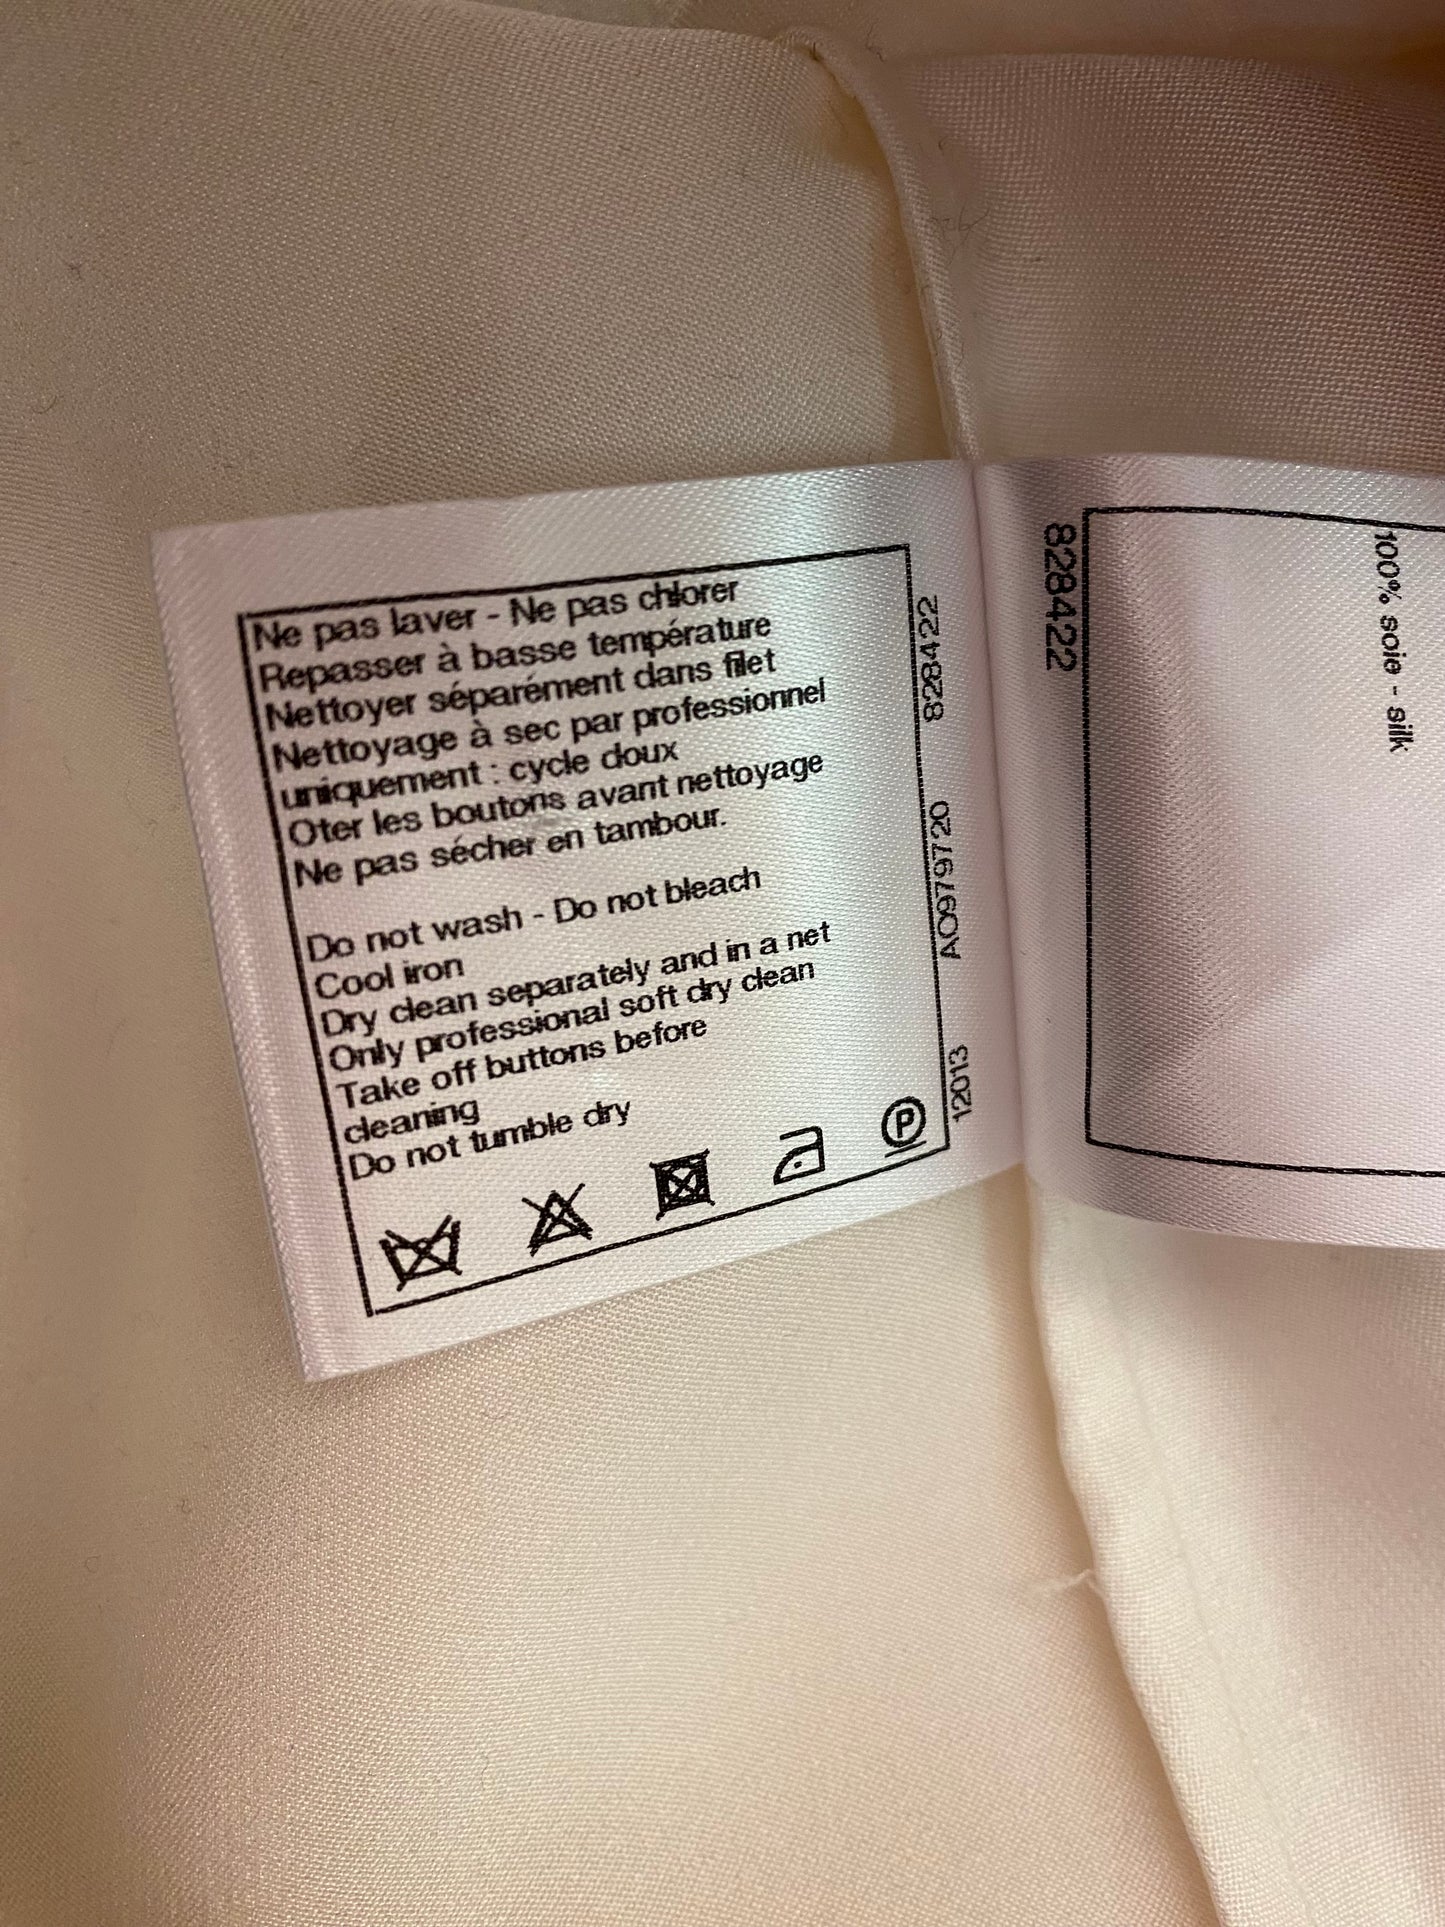 Ne pas laver - Ne pas chlorer
Repasser à basse température
Nettoyer séparément dans filet
Nettoyage à sec par professionnel
uniquement : cycle doux
Oter les boutons avant nettoyage
Ne pas sécher en tambour.
Do not wash - Do not bleach
Cool iron
Dry clean separately and in a net
Only professional soft dry clean
Take off buttons before
cleaning
Do not tumble dry
P
12013 A0979720 828422
828422
100% soie - silk